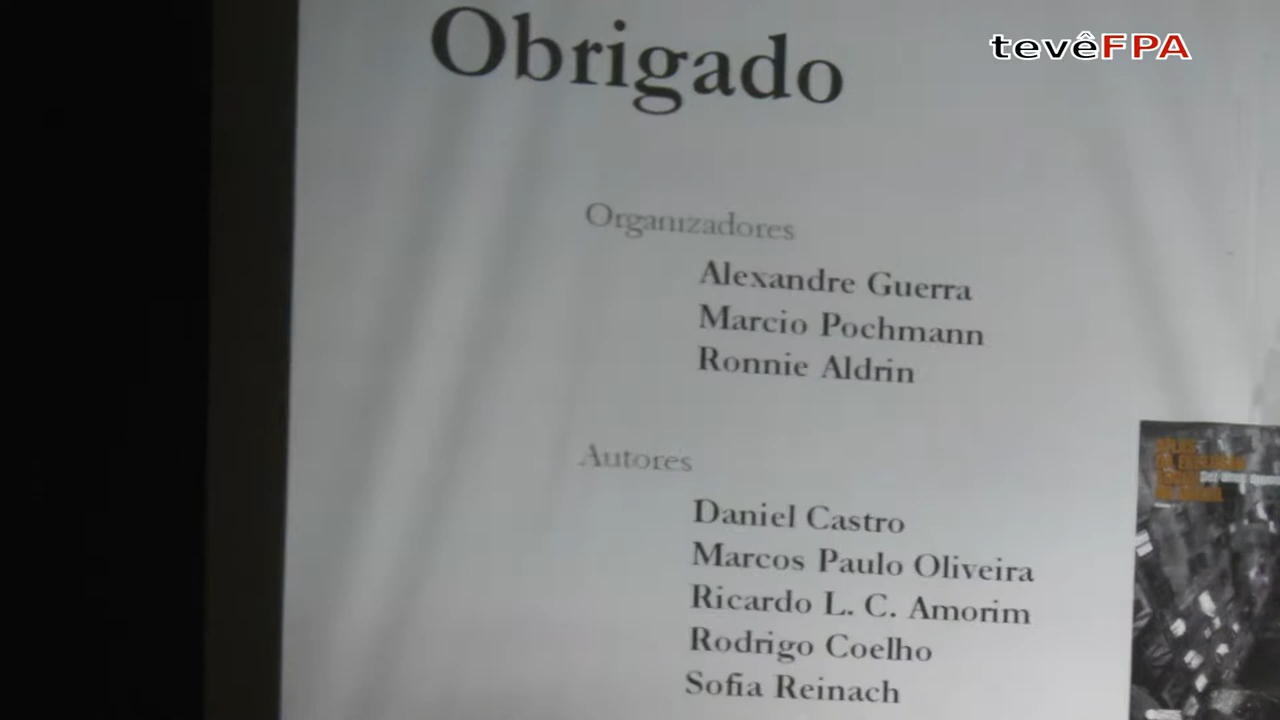 Obrigado
tevêFPA
Organizadores
Alexandre Guerra
Marcio Pochmann
Ronnie Aldrin
Autores
Daniel Castro
Marcos Paulo Oliveira
Ricardo L. C. Amorim
Rodrigo Coelho
Sofia Reinach